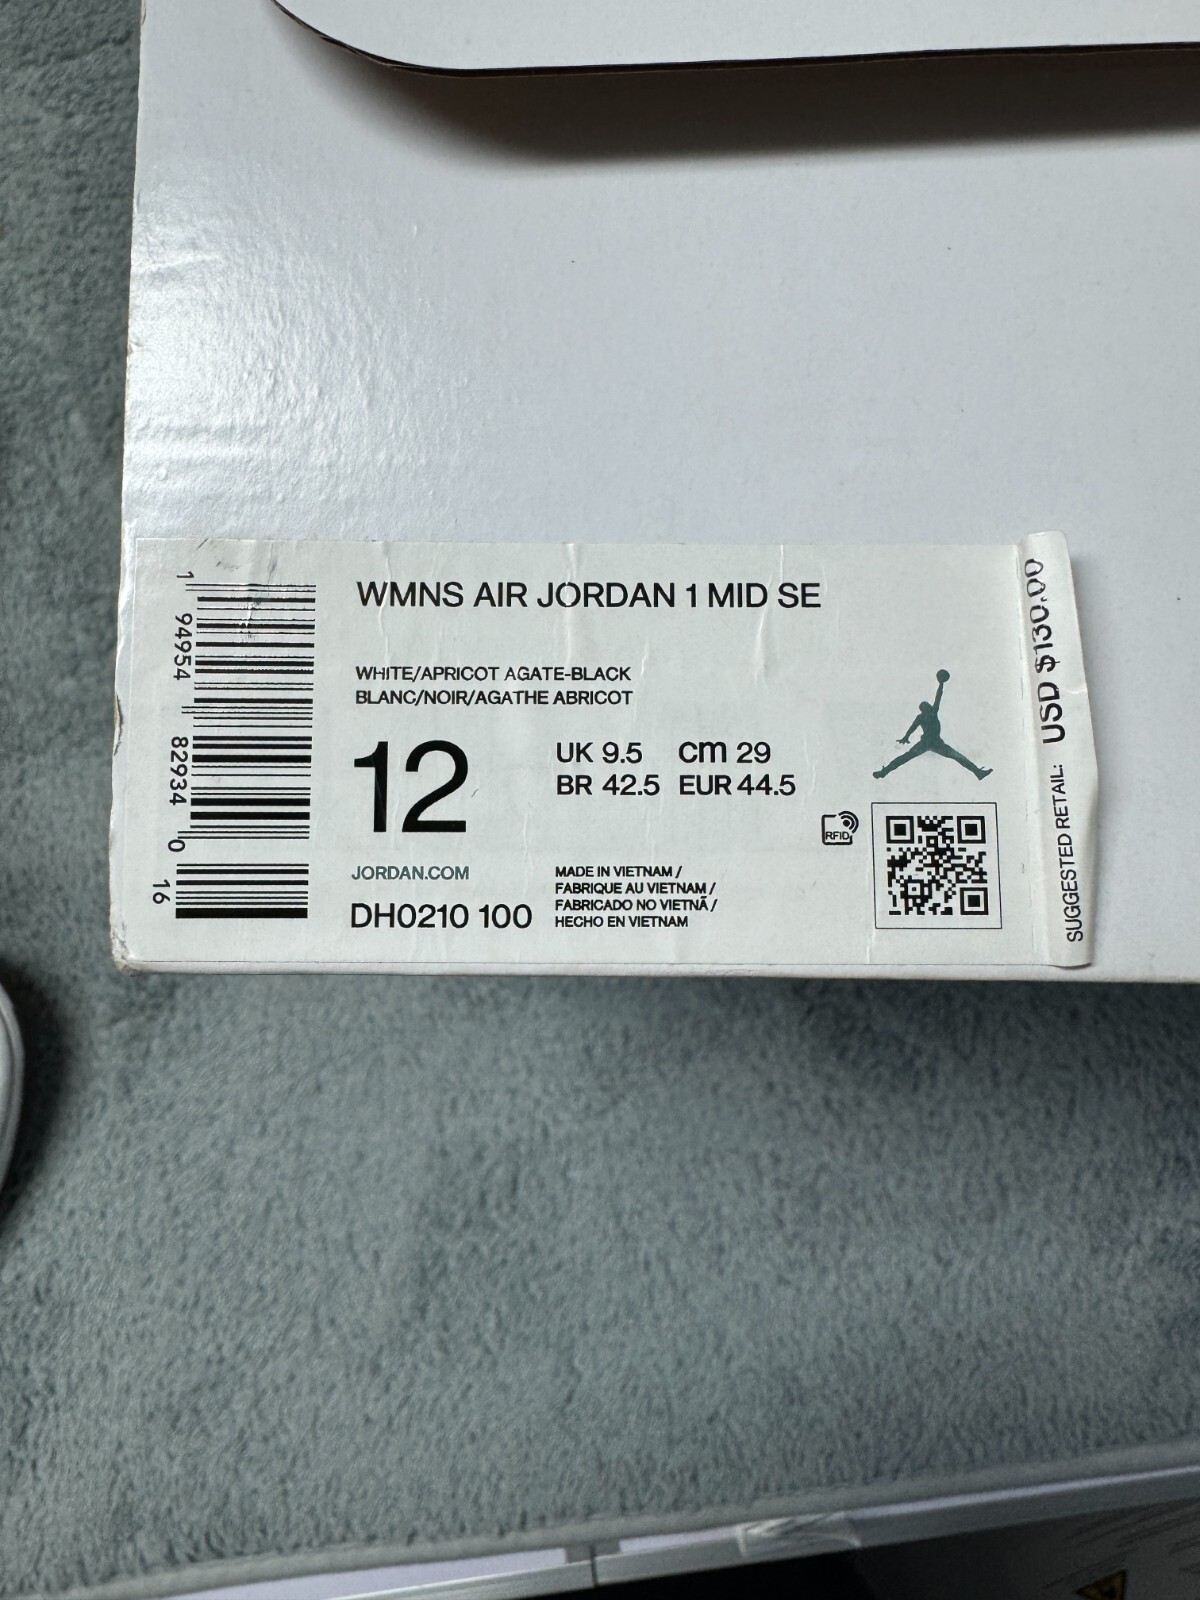 WMNS AIR JORDAN 1 MID SE
WHITE/APRICOT AGATE-BLACK
BLANC/NOIR/AGATHE ABRICOT
12
UK 9.5 cm 29
BR 42.5 EUR 44.5
JORDAN.COM
DH0210 100
MADE IN VIETNAM /
FABRIQUE AU VIETNAM /
FABRICADO NO VIETNÃ /
HECHO EN VIETNAM
RFID
SUGGESTED RETAIL: USD $130.00
1 94954 82934 0 16